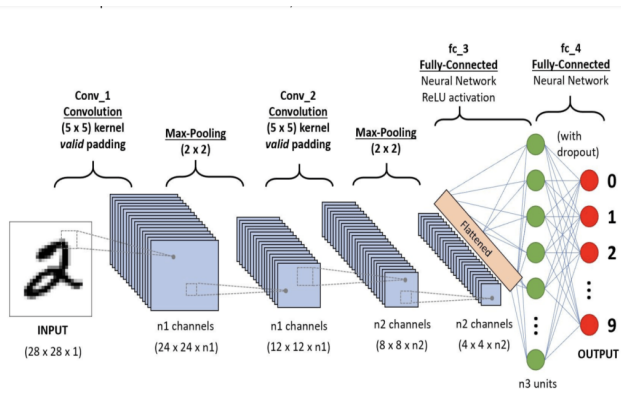 fc_3
Fully-Connected
Neural Network
ReLU activation
fc_4
Fully-Connected
Neural Network
(with
dropout)
Conv_1
Convolution
(5 x 5) kernel
valid padding
Max-Pooling
(2 x 2)
Conv_2
Convolution
(5 x 5) kernel
valid padding
Max-Pooling
(2 x 2)
Flattened
0
1
2
9
OUTPUT
2
INPUT
(28 x 28 x 1)
n1 channels
(24 x 24 x n1)
n1 channels
(12 x 12 x n1)
n2 channels
(8 x 8 x n2)
n2 channels
(4 x 4 x n2)
n3 units